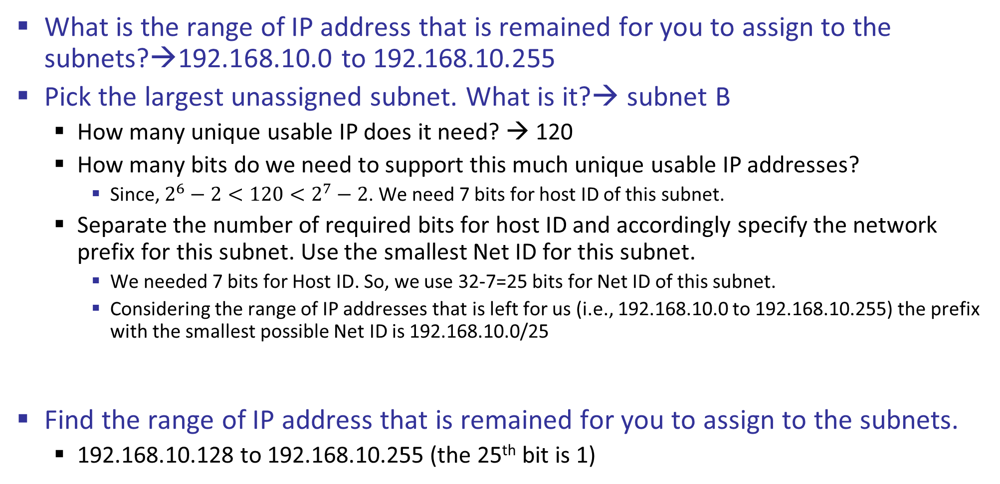 ▪ What is the range of IP address that is remained for you to assign to the
subnets?→192.168.10.0 to 192.168.10.255
▪ Pick the largest unassigned subnet. What is it?→ subnet B
▪ How many unique usable IP does it need? → 120
▪ How many bits do we need to support this much unique usable IP addresses?
▪ Since, 2⁶ − 2 < 120 < 2⁷ − 2. We need 7 bits for host ID of this subnet.
▪ Separate the number of required bits for host ID and accordingly specify the network
prefix for this subnet. Use the smallest Net ID for this subnet.
▪ We needed 7 bits for Host ID. So, we use 32-7=25 bits for Net ID of this subnet.
▪ Considering the range of IP addresses that is left for us (i.e., 192.168.10.0 to 192.168.10.255) the prefix
with the smallest possible Net ID is 192.168.10.0/25
▪ Find the range of IP address that is remained for you to assign to the subnets.
▪ 192.168.10.128 to 192.168.10.255 (the 25ᵗʰ bit is 1)